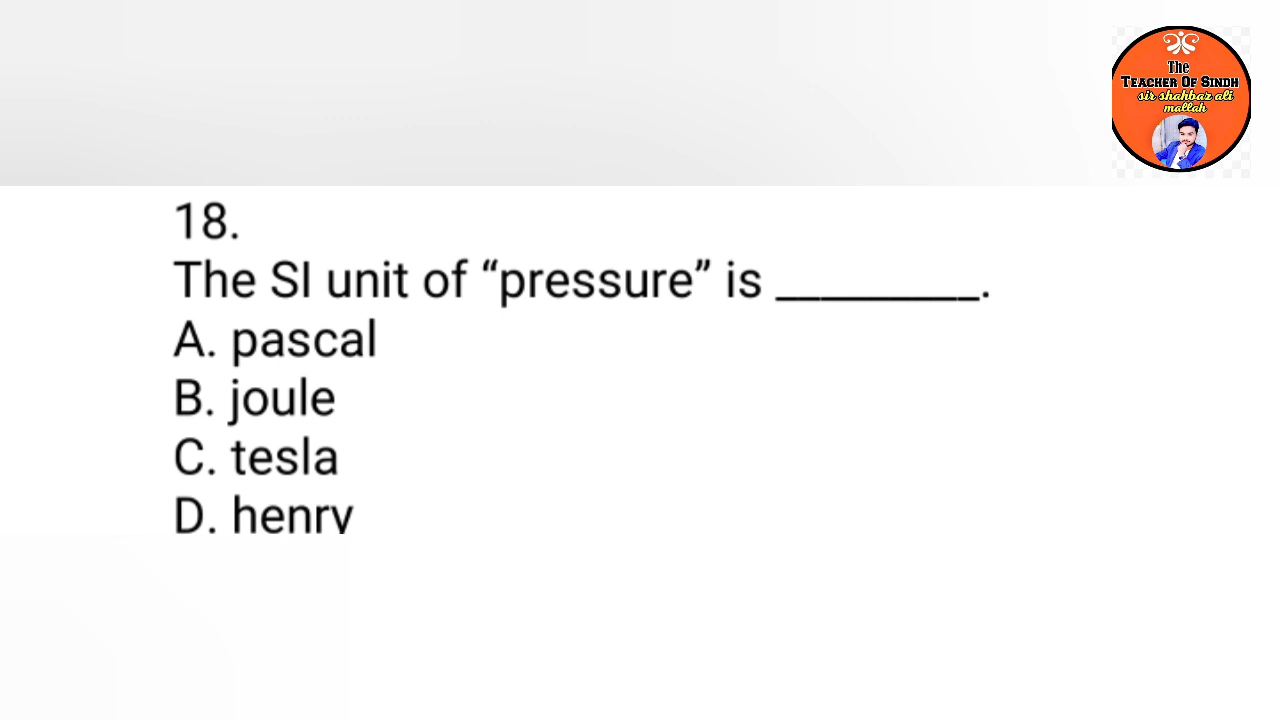 The
TEACHER OF SINDH
sir shahbaz ali
mallah
18.
The SI unit of “pressure” is _________.
A. pascal
B. joule
C. tesla
D. henry